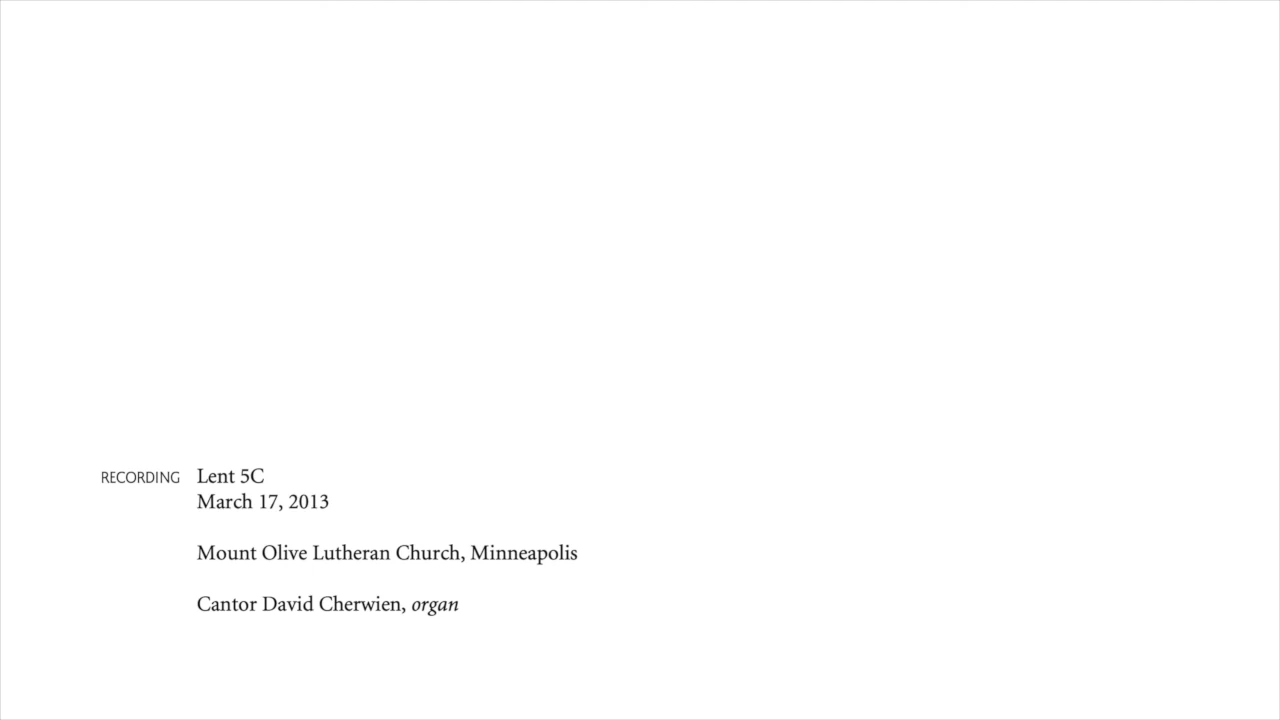 RECORDING Lent 5C
March 17, 2013
Mount Olive Lutheran Church, Minneapolis
Cantor David Cherwien, organ